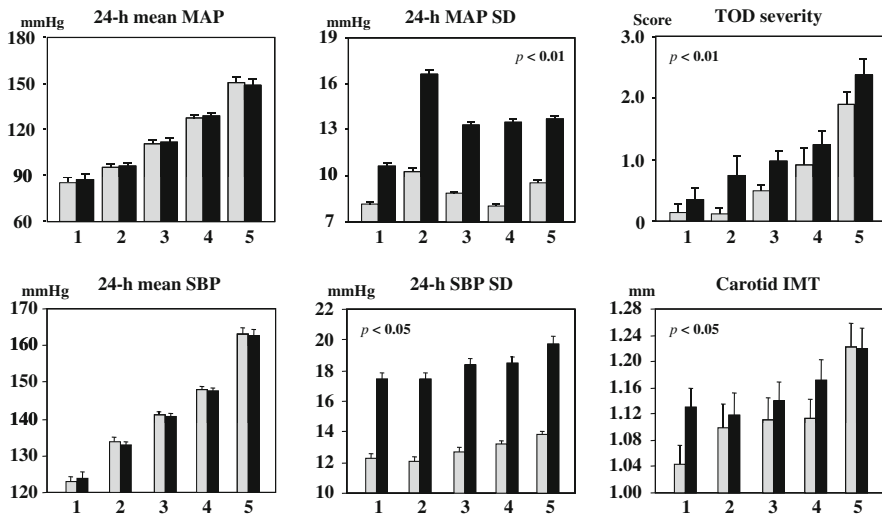 24-h mean MAP
mmHg
180
150
120
90
60
1 2 3 4 5
24-h MAP SD
mmHg
19
16
13
10
7
p < 0.01
1 2 3 4 5
TOD severity
Score
3.0
2.0
1.0
0
p < 0.01
1 2 3 4 5
24-h mean SBP
mmHg
170
160
150
140
130
120
1 2 3 4 5
24-h SBP SD
mmHg
22
20
18
16
14
12
10
p < 0.05
1 2 3 4 5
Carotid IMT
mm
1.28
1.24
1.20
1.16
1.12
1.08
1.04
1.00
p < 0.05
1 2 3 4 5